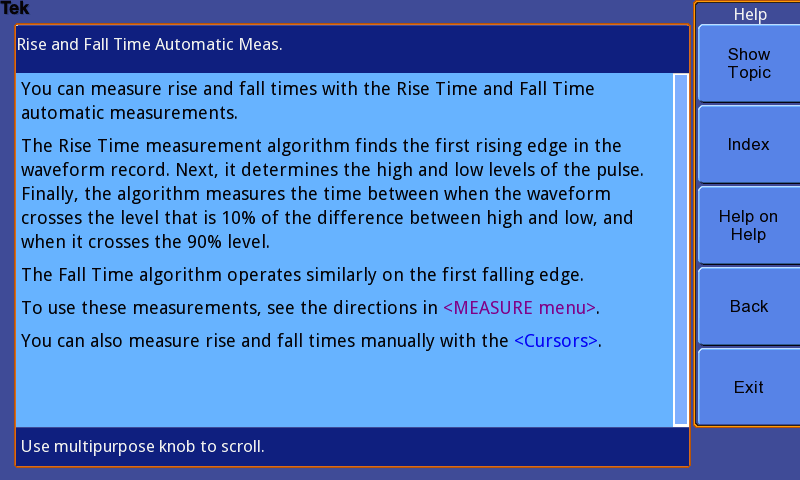 Tek
Rise and Fall Time Automatic Meas.
You can measure rise and fall times with the Rise Time and Fall Time
automatic measurements.
The Rise Time measurement algorithm finds the first rising edge in the
waveform record. Next, it determines the high and low levels of the pulse.
Finally, the algorithm measures the time between when the waveform
crosses the level that is 10% of the difference between high and low, and
when it crosses the 90% level.
The Fall Time algorithm operates similarly on the first falling edge.
To use these measurements, see the directions in <MEASURE menu>.
You can also measure rise and fall times manually with the <Cursors>.
Use multipurpose knob to scroll.
Help
Show
Topic
Index
Help on
Help
Back
Exit